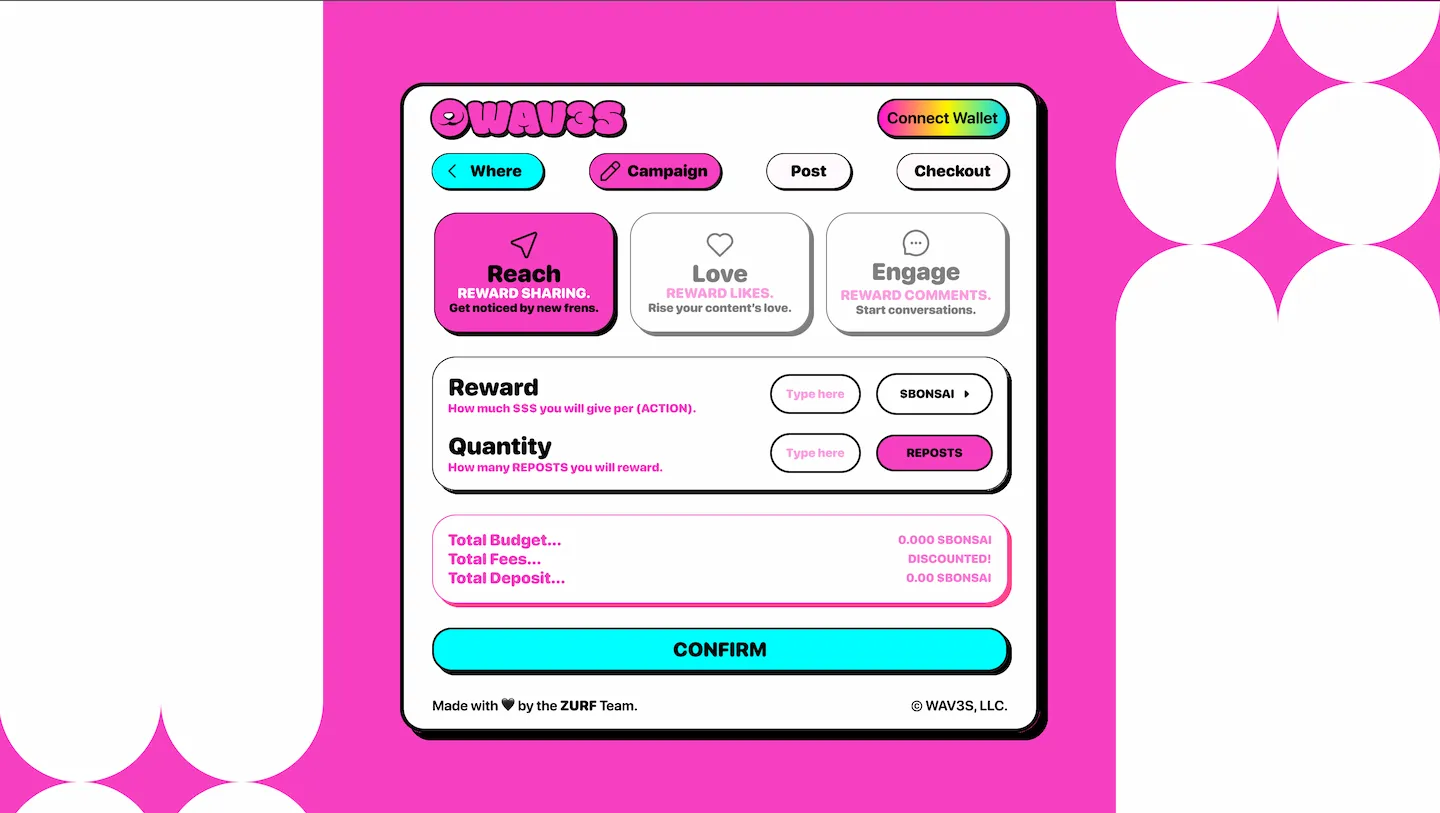 WAV3S
Connect Wallet
Where
Campaign
Post
Checkout
Reach
REWARD SHARING.
Get noticed by new frens.
Love
REWARD LIKES.
Rise your content's love.
Engage
REWARD COMMENTS.
Start conversations.
Reward
How much $$$ you will give per (ACTION).
Type here
$BONSAI
Quantity
How many REPOSTS you will reward.
Type here
REPOSTS
Total Budget... 0.000 $BONSAI
Total Fees... DISCOUNTED!
Total Deposit... 0.00 $BONSAI
CONFIRM
Made with 🖤 by the ZURF Team.
© WAV3S, LLC.